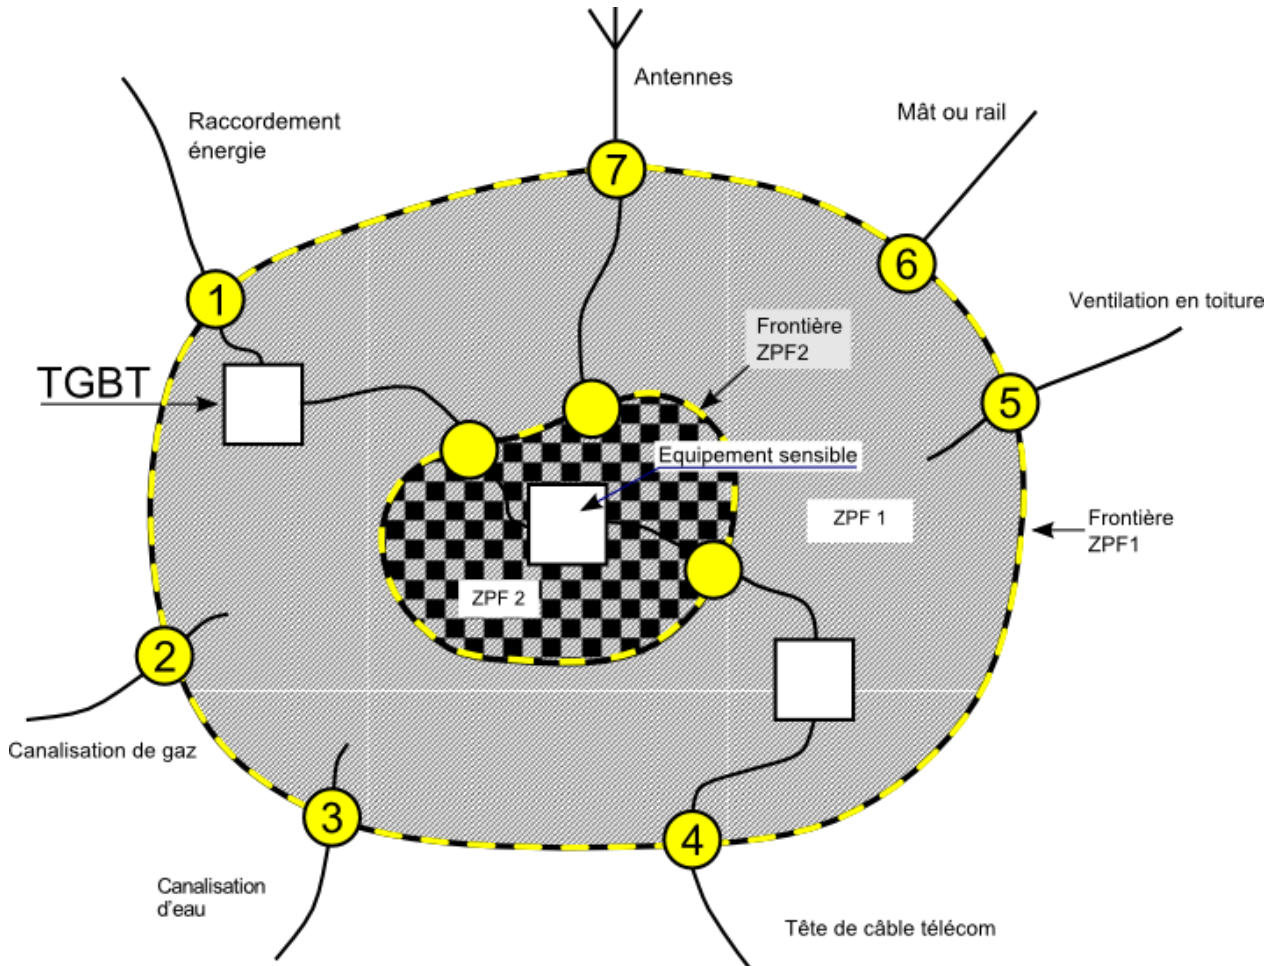 Antennes
Mât ou rail
Raccordement
énergie
7
6
Ventilation en toiture
1
Frontière
ZPF2
TGBT
5
Equipement sensible
ZPF 1
Frontière
ZPF1
ZPF 2
2
Canalisation de gaz
3
4
Canalisation
d'eau
Tête de câble télécom